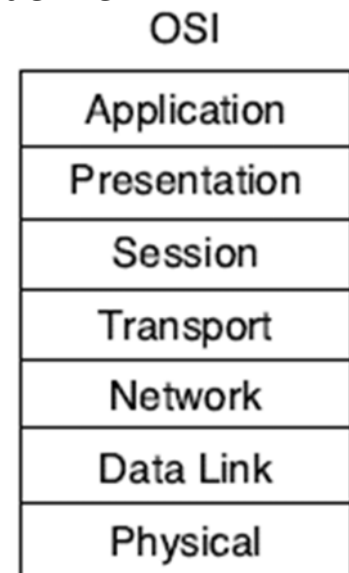 OSI
Application
Presentation
Session
Transport
Network
Data Link
Physical